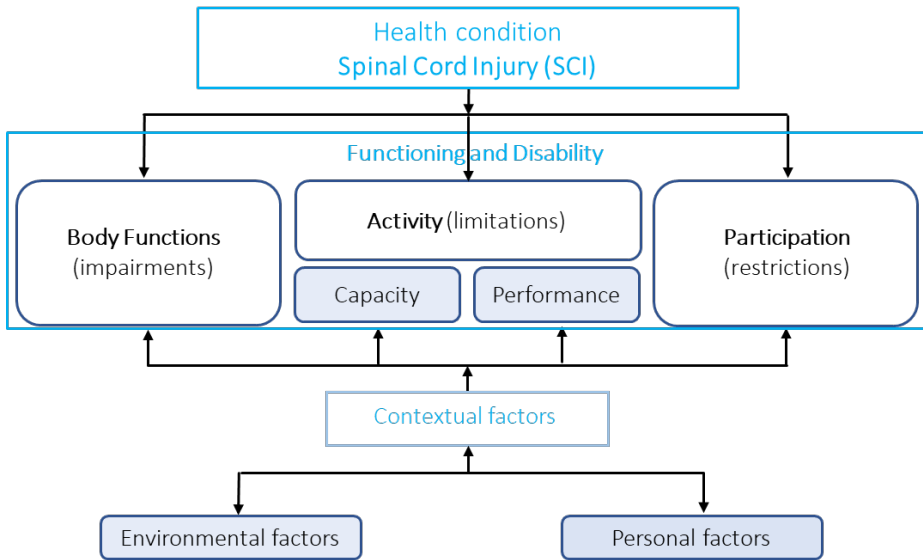 Health condition
Spinal Cord Injury (SCI)
Functioning and Disability
Body Functions
(impairments)
Activity (limitations)
Capacity
Performance
Participation
(restrictions)
Contextual factors
Environmental factors
Personal factors